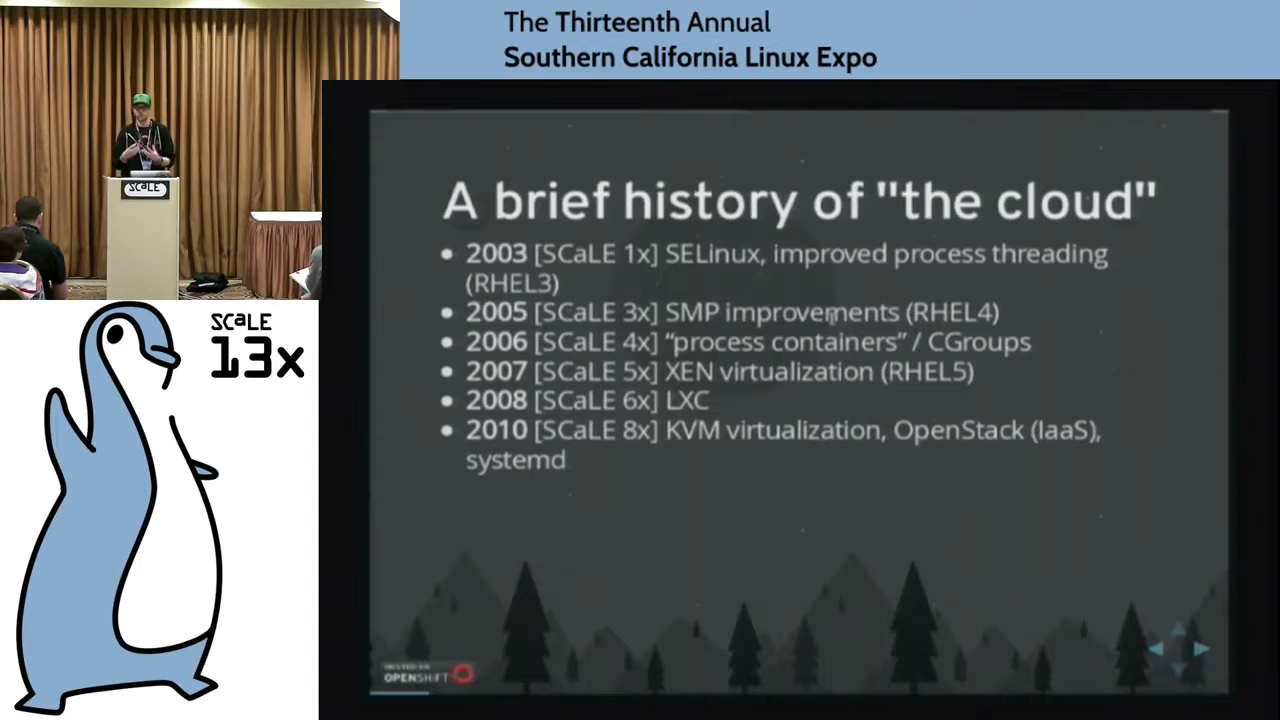 The Thirteenth Annual
Southern California Linux Expo
SCaLE
A brief history of "the cloud"
2003 [SCaLE 1x] SELinux, improved process threading
(RHEL3)
2005 [SCaLE 3x] SMP improvements (RHEL4)
2006 [SCaLE 4x] “process containers” / CGroups
2007 [SCaLE 5x] XEN virtualization (RHEL5)
2008 [SCaLE 6x] LXC
2010 [SCaLE 8x] KVM virtualization, OpenStack (IaaS),
systemd
SCaLE
13x
OPENSHIFT